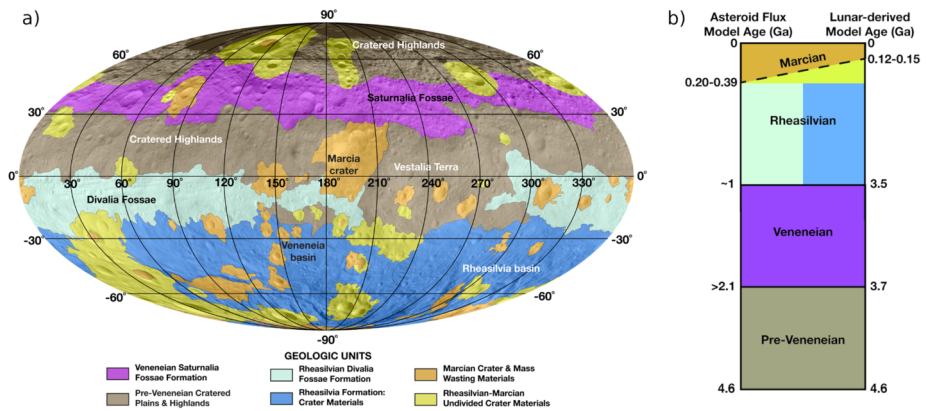 a)
90°
60°
60°
Cratered Highlands
Saturnalia Fossae
30°
30°
Cratered Highlands
Marcia
crater
Vestalia Terra
0°
0°
30°
60°
90°
120°
150°
180°
210°
240°
270°
300°
330°
Divalia Fossae
-30°
-30°
Veneneia
basin
Rheasilvia basin
-60°
-60°
-90°
GEOLOGIC UNITS
Veneneian Saturnalia
Fossae Formation
Rheasilvian Divalia
Fossae Formation
Marcian Crater & Mass
Wasting Materials
Pre-Veneneian Cratered
Plains & Highlands
Rheasilvia Formation:
Crater Materials
Rheasilvian-Marcian
Undivided Crater Materials
b)
Asteroid Flux
Model Age (Ga)
Lunar-derived
Model Age (Ga)
0
0
Marcian
0.12-0.15
0.20-0.39
Rheasilvian
~1
3.5
Veneneian
>2.1
3.7
Pre-Veneneian
4.6
4.6